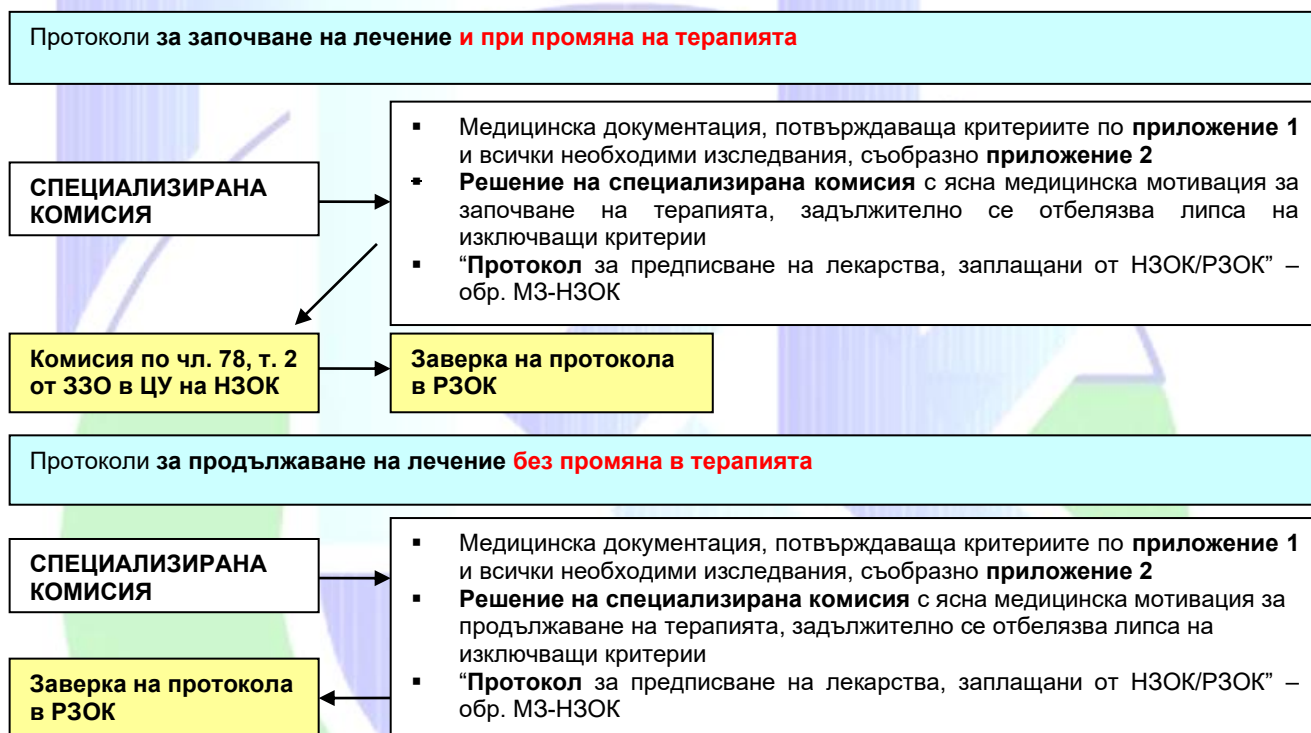 Протоколи за започване на лечение и при промяна на терапията
СПЕЦИАЛИЗИРАНА
КОМИСИЯ
▪ Медицинска документация, потвърждаваща критериите по приложение 1
и всички необходими изследвания, съобразно приложение 2
▪ Решение на специализирана комисия с ясна медицинска мотивация за
започване на терапията, задължително се отбелязва липса на
изключващи критерии
▪ “Протокол за предписване на лекарства, заплащани от НЗОК/РЗОК” –
обр. МЗ-НЗОК
Комисия по чл. 78, т. 2
от ЗЗО в ЦУ на НЗОК
Заверка на протокола
в РЗОК
Протоколи за продължаване на лечение без промяна в терапията
СПЕЦИАЛИЗИРАНА
КОМИСИЯ
▪ Медицинска документация, потвърждаваща критериите по приложение 1
и всички необходими изследвания, съобразно приложение 2
▪ Решение на специализирана комисия с ясна медицинска мотивация за
продължаване на терапията, задължително се отбелязва липса на
изключващи критерии
▪ “Протокол за предписване на лекарства, заплащани от НЗОК/РЗОК” –
обр. МЗ-НЗОК
Заверка на протокола
в РЗОК